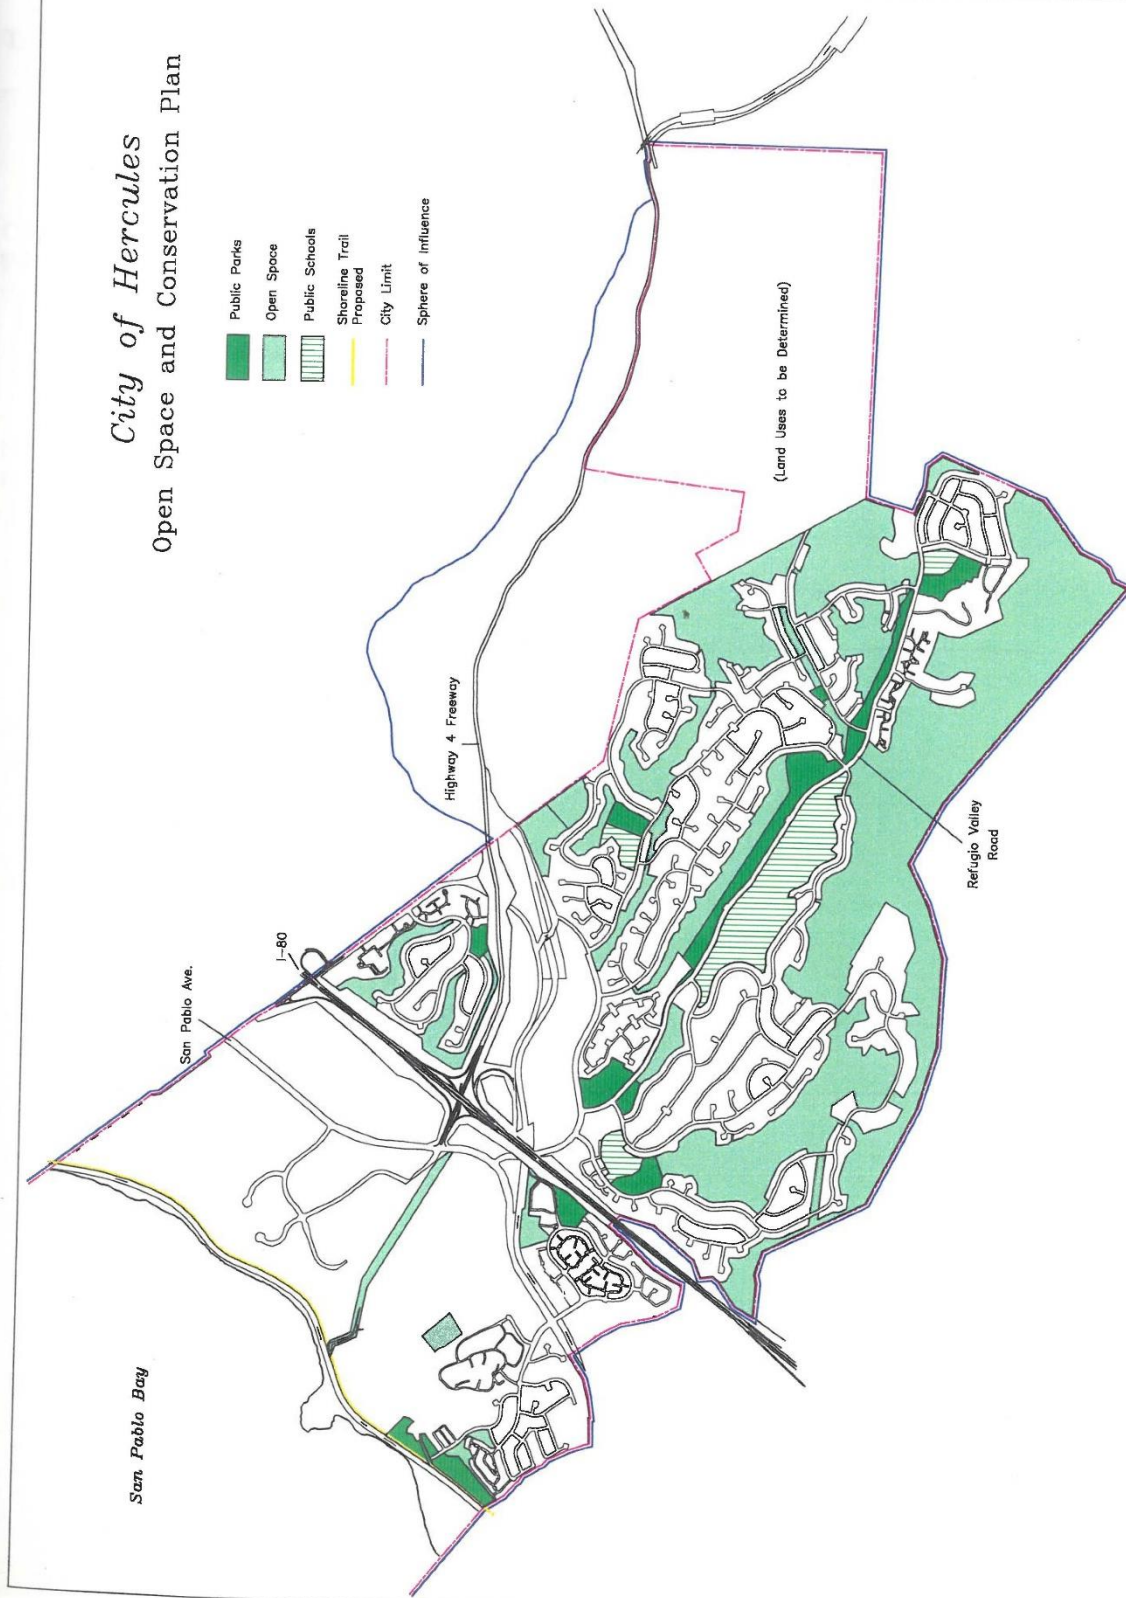 City of Hercules
Open Space and Conservation Plan
Public Parks
Open Space
Public Schools
Shoreline Trail
Proposed
City Limit
Sphere of Influence
San Pablo Bay
San Pablo Ave.
I-80
Highway 4 Freeway
(Land Uses to be Determined)
Refugio Valley
Road